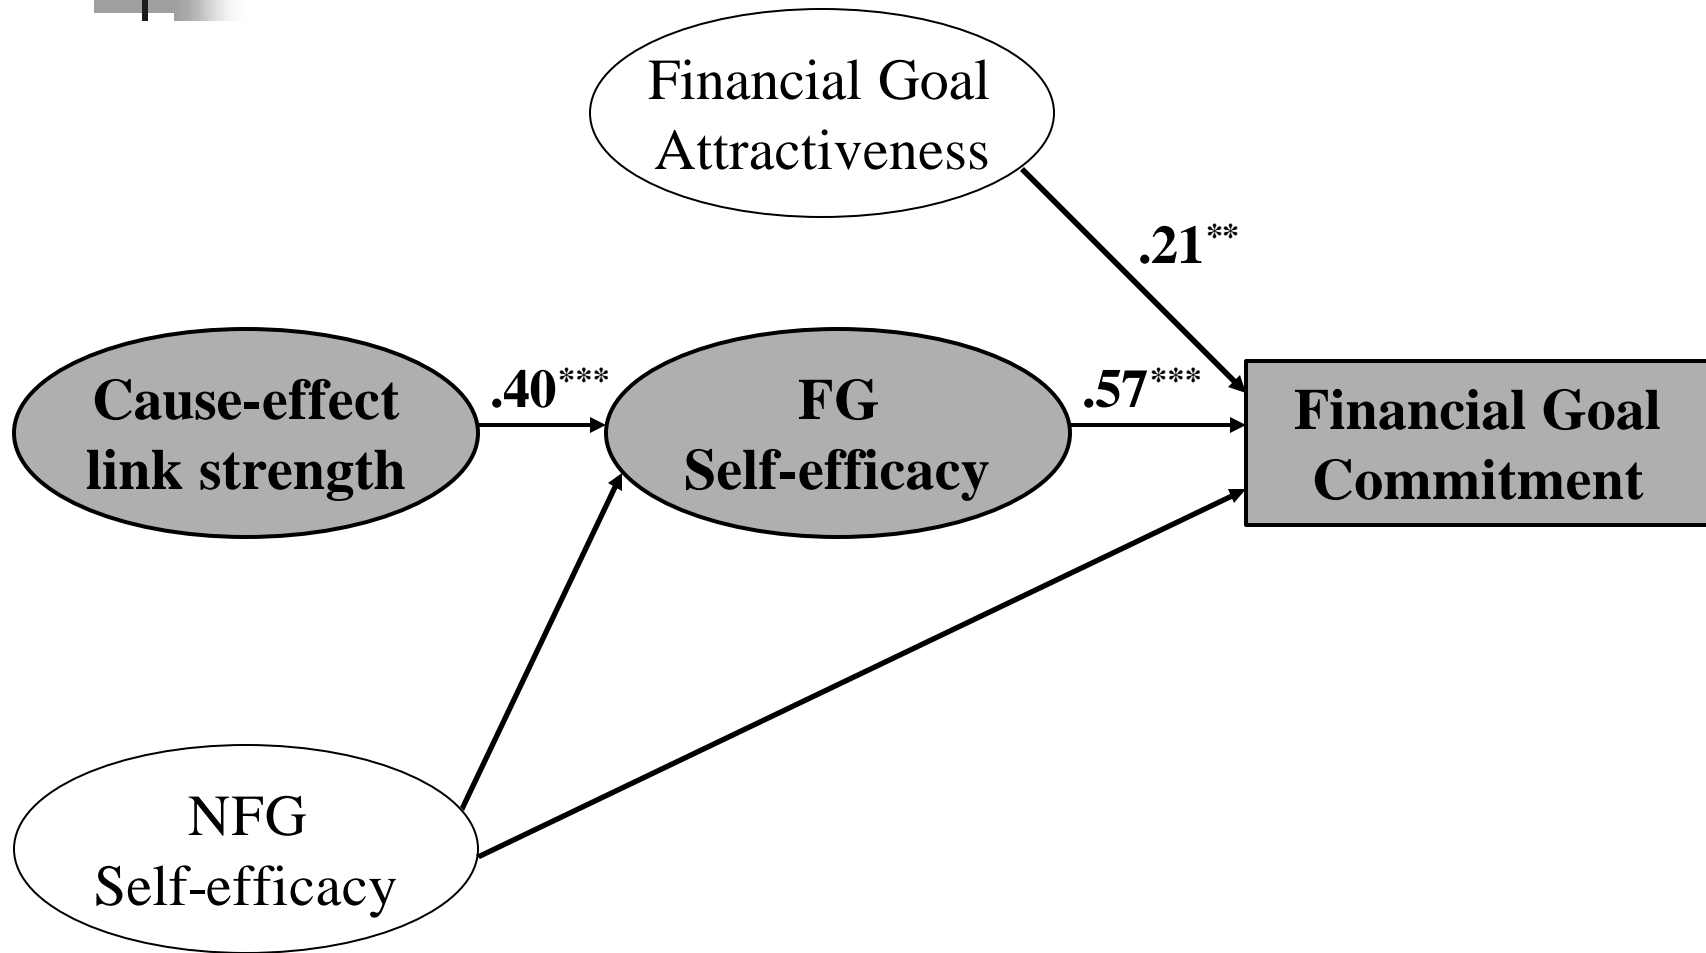 Financial Goal
Attractiveness
.21**
Cause-effect
link strength
.40***
FG
Self-efficacy
.57***
Financial Goal
Commitment
NFG
Self-efficacy